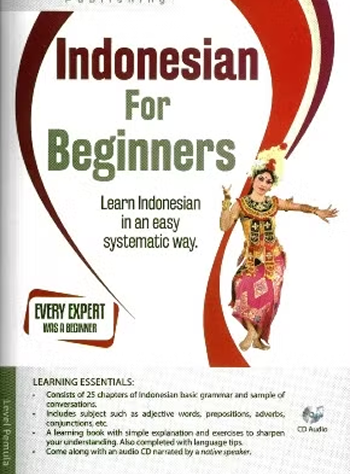 Publishing
Indonesian
For
Beginners
Learn Indonesian
in an easy
systematic way.
EVERY EXPERT
WAS A BEGINNER
LEARNING ESSENTIALS:
• Consists of 25 chapters of Indonesian basic grammar and sample of
conversations.
• Includes subject such as adjective words, prepositions, adverbs,
conjunctions, etc.
• A learning book with simple explanation and exercises to sharpen
your understanding. Also completed with language tips.
• Come along with an audio CD narrated by a native speaker.
CD Audio
Level Pemula